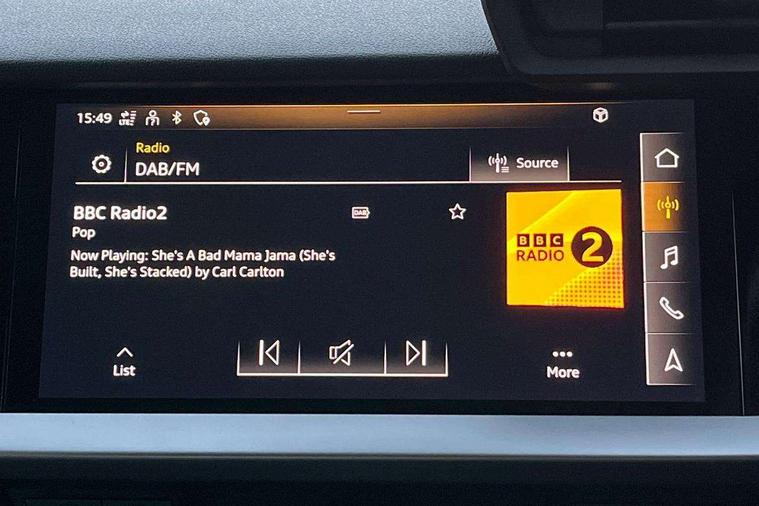 15:49
LTE
Radio
DAB/FM
Source
BBC Radio2
DAB
Pop
Now Playing: She's A Bad Mama Jama (She's
Built, She's Stacked) by Carl Carlton
BBC
RADIO 2
List
More